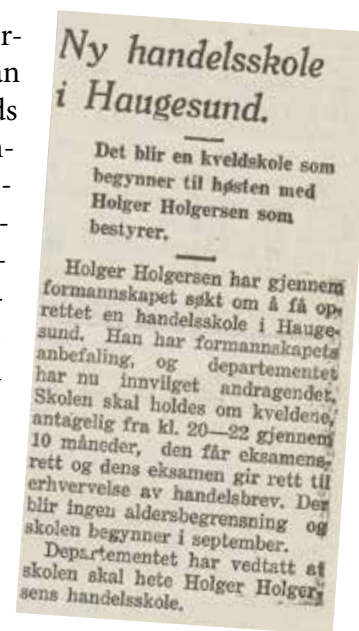 r-
an
ds
n-
-
-
-
-
Ny handelsskole
i Haugesund.
Det blir en kveldskole som
begynner til høsten med
Holger Holgersen som
bestyrer.
Holger Holgersen har gjennem
formannskapet søkt om å få op-
rettet en handelsskole i Hauge-
sund. Han har formannskapets
anbefaling, og departementet
har nu innvilget andragendet.
Skolen skal holdes om kveldene,
antagelig fra kl. 20—22 gjennem
10 måneder, den får eksamens-
rett og dens eksamen gir rett til
erhvervelse av handelsbrev. Der
blir ingen aldersbegrensning og
skolen begynner i september.
Departementet har vedtatt at
skolen skal hete Holger Holger-
sens handelsskole.